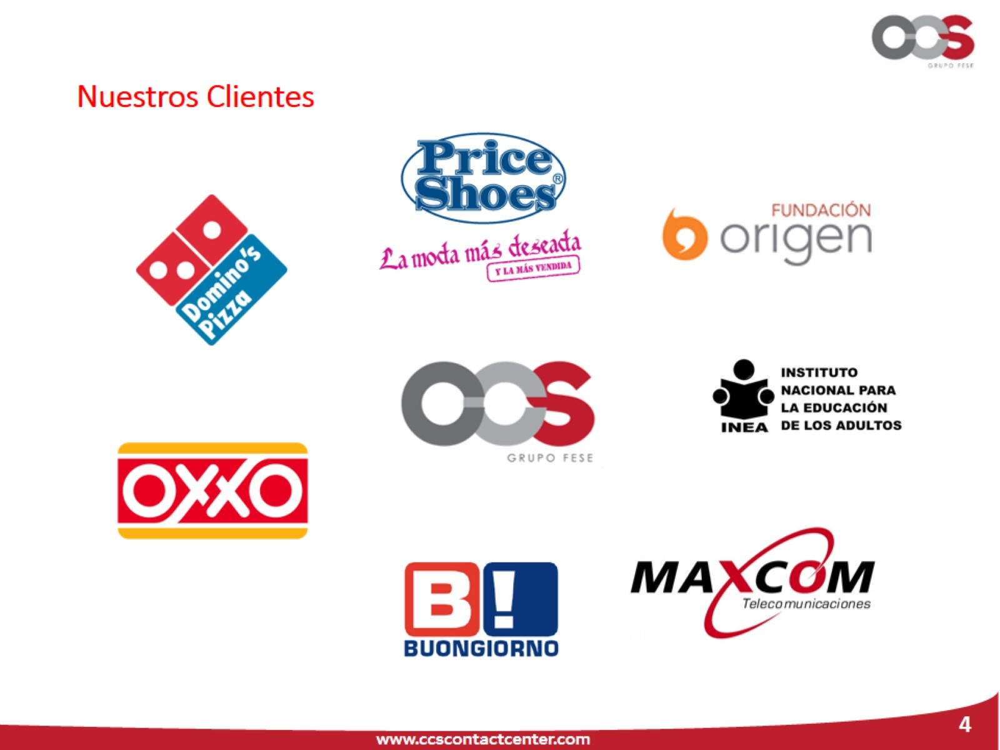 CCS
GRUPO FESE
Nuestros Clientes
Price
Shoes®
La moda más deseada
Y LA MÁS VENDIDA
FUNDACIÓN
origen
Domino's
Pizza
CCS
GRUPO FESE
INSTITUTO
NACIONAL PARA
LA EDUCACIÓN
DE LOS ADULTOS
INEA
OXXO
B!
BUONGIORNO
MAXCOM
Telecomunicaciones
4
www.ccscontactcenter.com